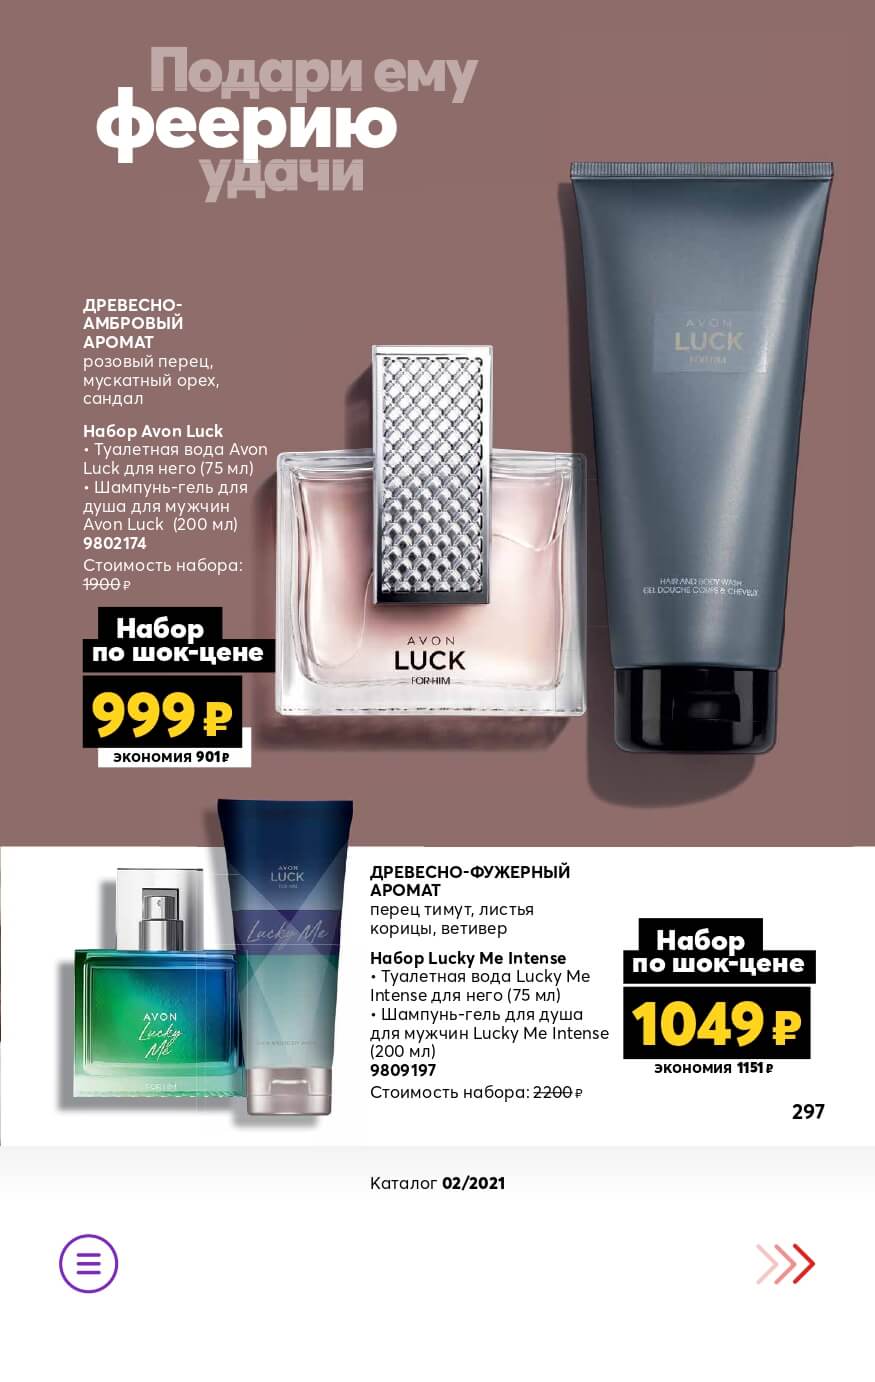 Подари ему
феерию
удачи
ДРЕВЕСНО-
АМБРОВЫЙ
АРОМАТ
розовый перец,
мускатный орех,
сандал
Набор Avon Luck
• Туалетная вода Avon
Luck для него (75 мл)
• Шампунь-гель для
душа для мужчин
Avon Luck (200 мл)
9802174
Стоимость набора:
1900 ₽
Набор
по шок-цене
999 ₽
экономия 901 ₽
AVON
LUCK
FOR HIM
AVON
LUCK
FOR HIM
HAIR AND BODY WASH
GEL DOUCHE CORPS & CHEVEUX
AVON
Lucky
Me
FOR HIM
AVON
LUCK
FOR HIM
Lucky Me
ДРЕВЕСНО-ФУЖЕРНЫЙ
АРОМАТ
перец тимут, листья
корицы, ветивер
Набор Lucky Me Intense
• Туалетная вода Lucky Me
Intense для него (75 мл)
• Шампунь-гель для душа
для мужчин Lucky Me Intense
(200 мл)
9809197
Стоимость набора: 2200 ₽
Набор
по шок-цене
1049 ₽
экономия 1151 ₽
297
Каталог 02/2021